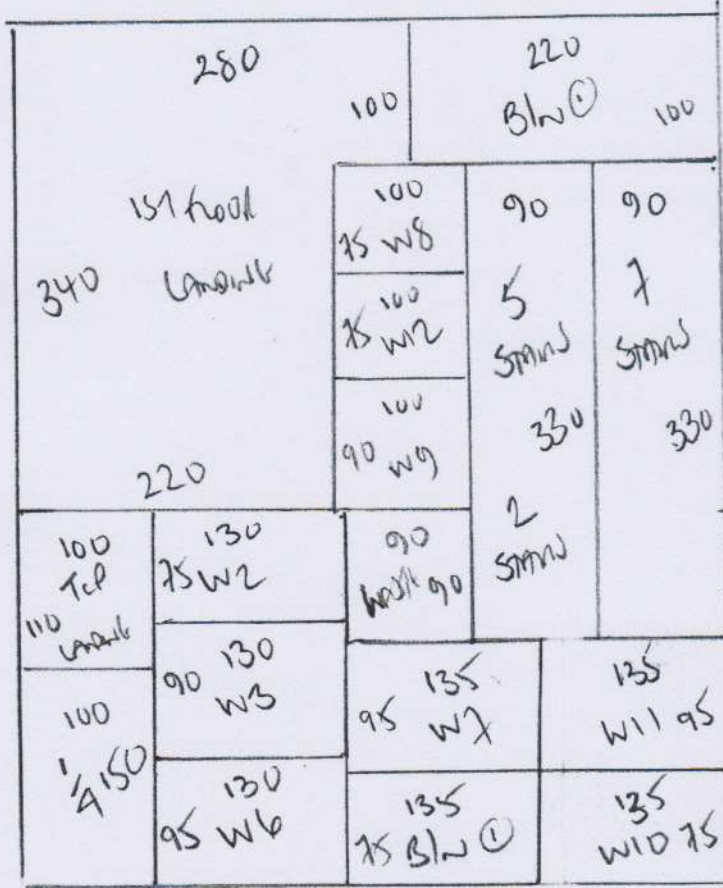 280
100
1ST FLOOR
340 LANDING
220
220
BLN ①
100
100
75 W8
100
75 W12
100
90 W9
90
5
STAIRS
330
2
STAIRS
90
7
STAIRS
330
100
TOP
110 LANDING
130
75 W2
90
90
130
90 W3
135
95 W7
135
W11 95
100
1/4 150
130
95 W6
135
75 BLN ①
135
W10 75